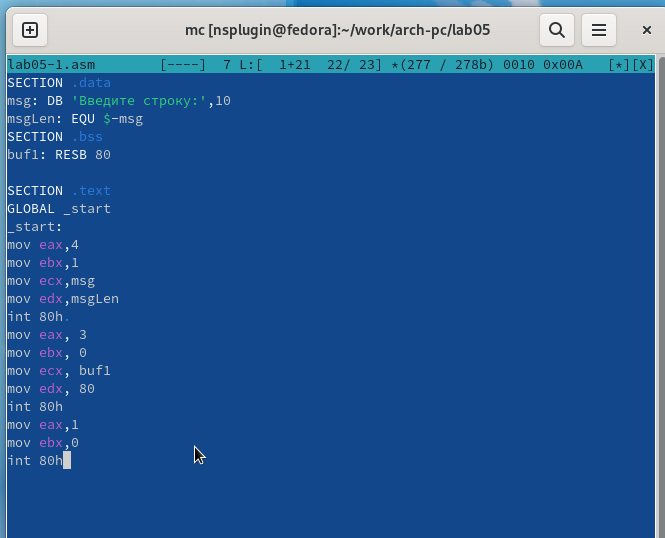 mc [nsplugin@fedora]:~/work/arch-pc/lab05
lab05-1.asm [----] 7 L:[ 1+21 22/ 23] *(277 / 278b) 0010 0x00A [*][X]
SECTION .data
msg: DB 'Введите строку:',10
msgLen: EQU $-msg
SECTION .bss
buf1: RESB 80
SECTION .text
GLOBAL _start
_start:
mov eax,4
mov ebx,1
mov ecx,msg
mov edx,msgLen
int 80h.
mov eax, 3
mov ebx, 0
mov ecx, buf1
mov edx, 80
int 80h
mov eax,1
mov ebx,0
int 80h